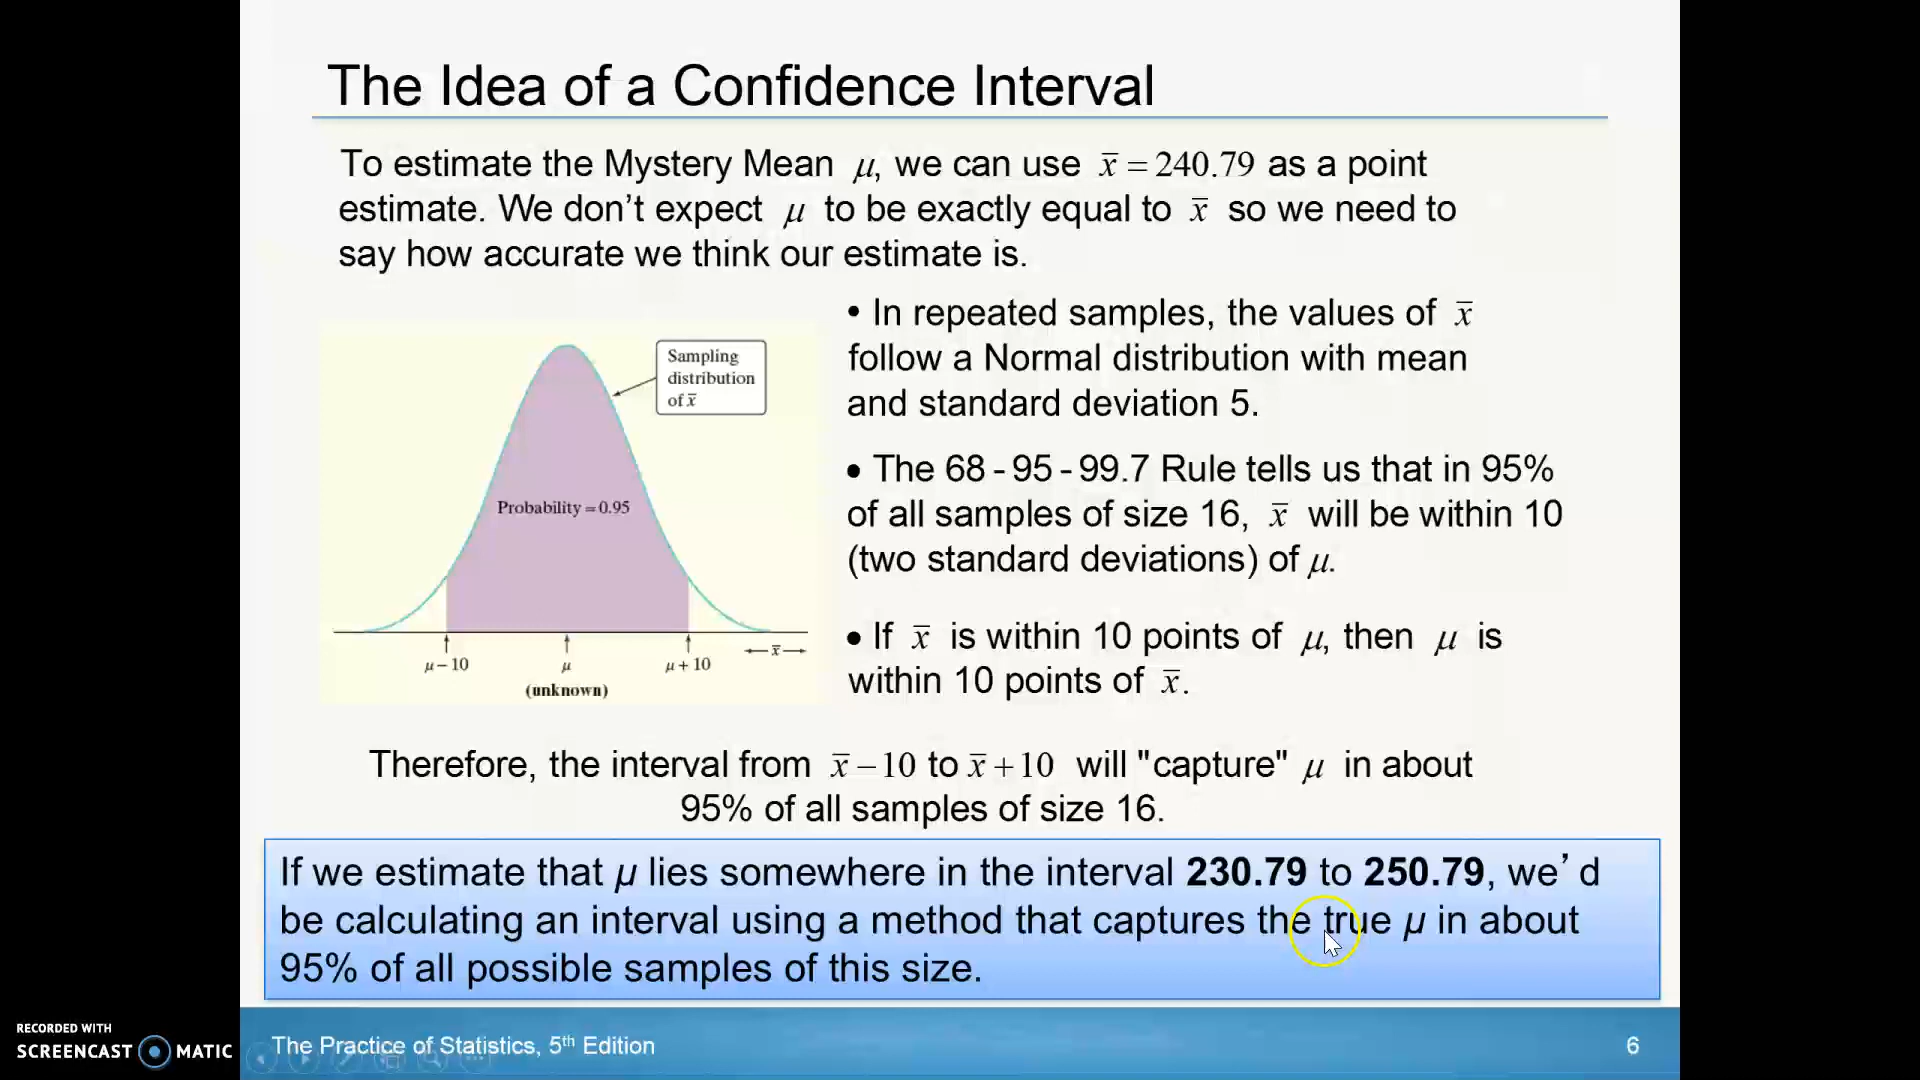 The Idea of a Confidence Interval
To estimate the Mystery Mean μ, we can use x̅ = 240.79 as a point
estimate. We don't expect μ to be exactly equal to x̅ so we need to
say how accurate we think our estimate is.
Sampling
distribution
of x̅
Probability = 0.95
μ − 10
μ
μ + 10
x̅
(unknown)
• In repeated samples, the values of x̅
follow a Normal distribution with mean
and standard deviation 5.
• The 68 - 95 - 99.7 Rule tells us that in 95%
of all samples of size 16, x̅ will be within 10
(two standard deviations) of μ.
• If x̅ is within 10 points of μ, then μ is
within 10 points of x̅.
Therefore, the interval from x̅ − 10 to x̅ + 10 will "capture" μ in about
95% of all samples of size 16.
If we estimate that μ lies somewhere in the interval 230.79 to 250.79, we’d
be calculating an interval using a method that captures the true μ in about
95% of all possible samples of this size.
RECORDED WITH
SCREENCAST MATIC
The Practice of Statistics, 5th Edition
6